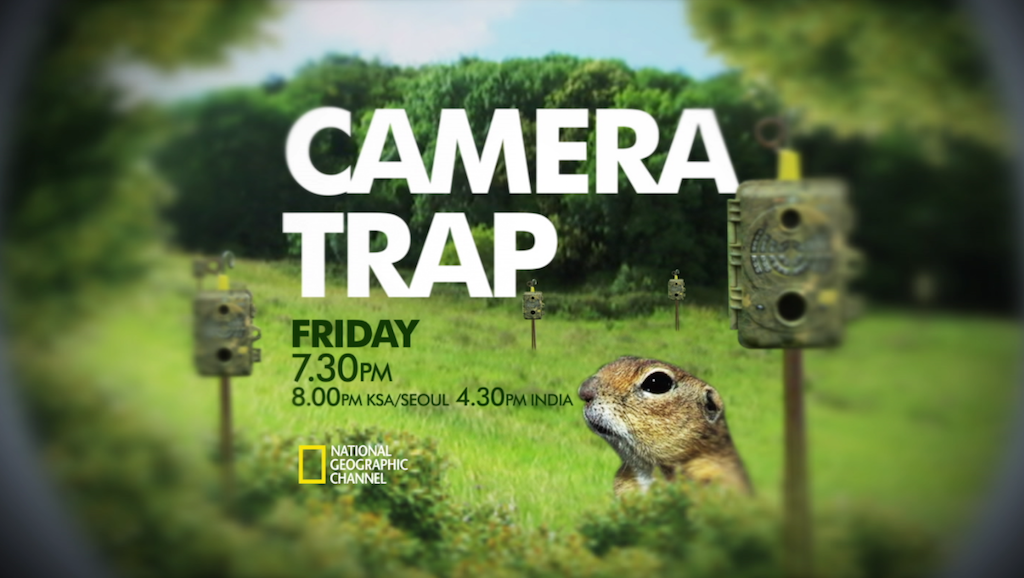 CAMERA
TRAP
FRIDAY
7.30PM
8.00PM KSA/SEOUL 4.30PM INDIA
NATIONAL
GEOGRAPHIC
CHANNEL